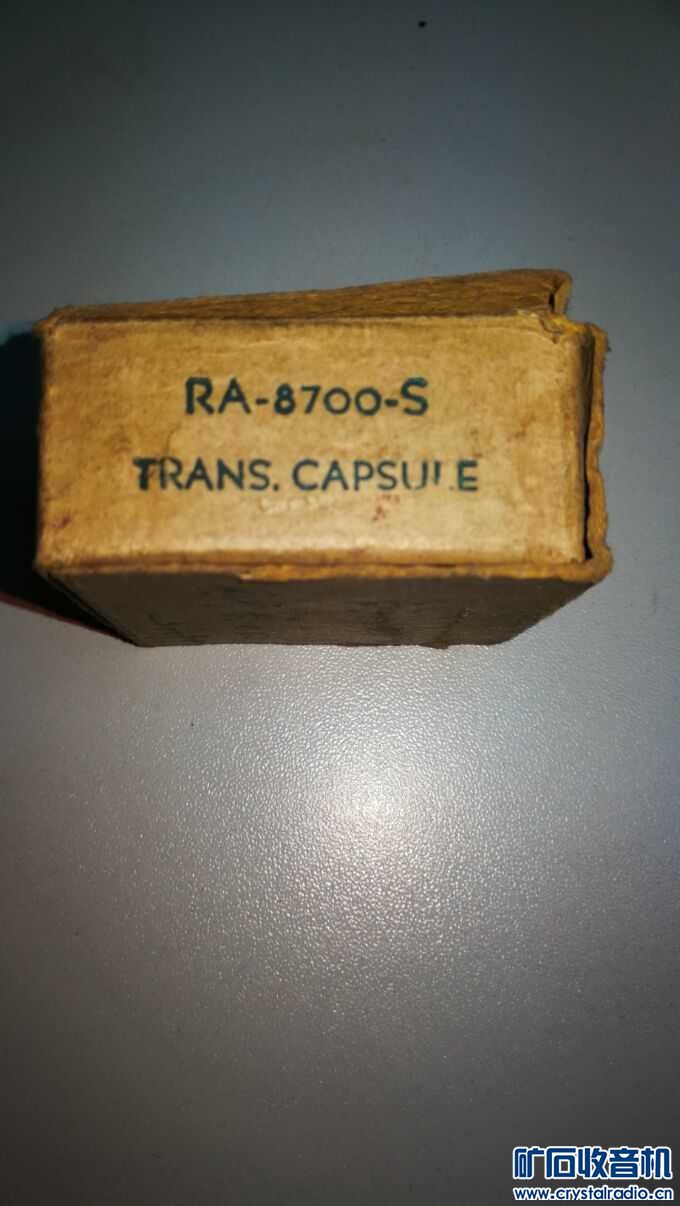 RA-8700-S
TRANS. CAPSULE
矿石收音机
www.crystalradio.cn